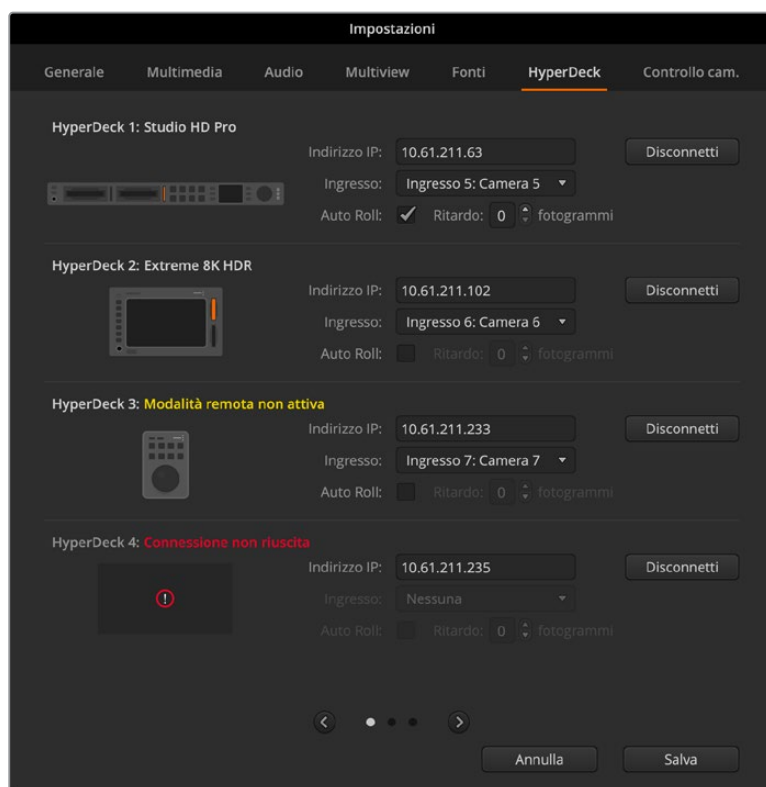 Impostazioni
Generale Multimedia Audio Multiview Fonti HyperDeck Controllo cam.
HyperDeck 1: Studio HD Pro
Indirizzo IP: 10.61.211.63 Disconnetti
Ingresso: Ingresso 5: Camera 5
Auto Roll: Ritardo: 0 fotogrammi
HyperDeck 2: Extreme 8K HDR
Indirizzo IP: 10.61.211.102 Disconnetti
Ingresso: Ingresso 6: Camera 6
Auto Roll: Ritardo: 0 fotogrammi
HyperDeck 3: Modalità remota non attiva
Indirizzo IP: 10.61.211.233 Disconnetti
Ingresso: Ingresso 7: Camera 7
Auto Roll: Ritardo: 0 fotogrammi
HyperDeck 4: Connessione non riuscita
Indirizzo IP: 10.61.211.235 Disconnetti
Ingresso: Nessuna
Auto Roll: Ritardo: 0 fotogrammi
Annulla Salva